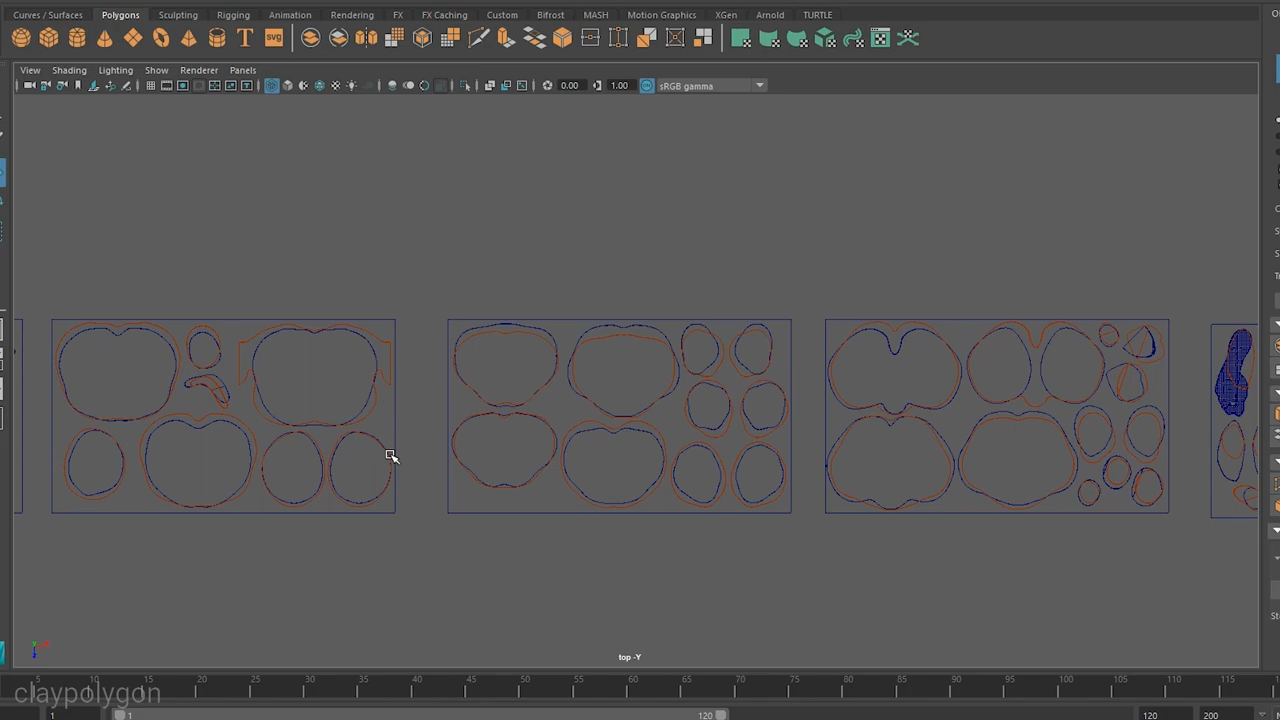 Curves / Surfaces Polygons Sculpting Rigging Animation Rendering FX FX Caching Custom Bifrost MASH Motion Graphics XGen Arnold TURTLE
T SVG
View Shading Lighting Show Renderer Panels
0.00 1.00 sRGB gamma
top -Y
5 10 15 20 25 30 35 40 45 50 55 60 65 70 75 80 85 90 95 100 105 110 115
claypolygon
1 1 120 120 200